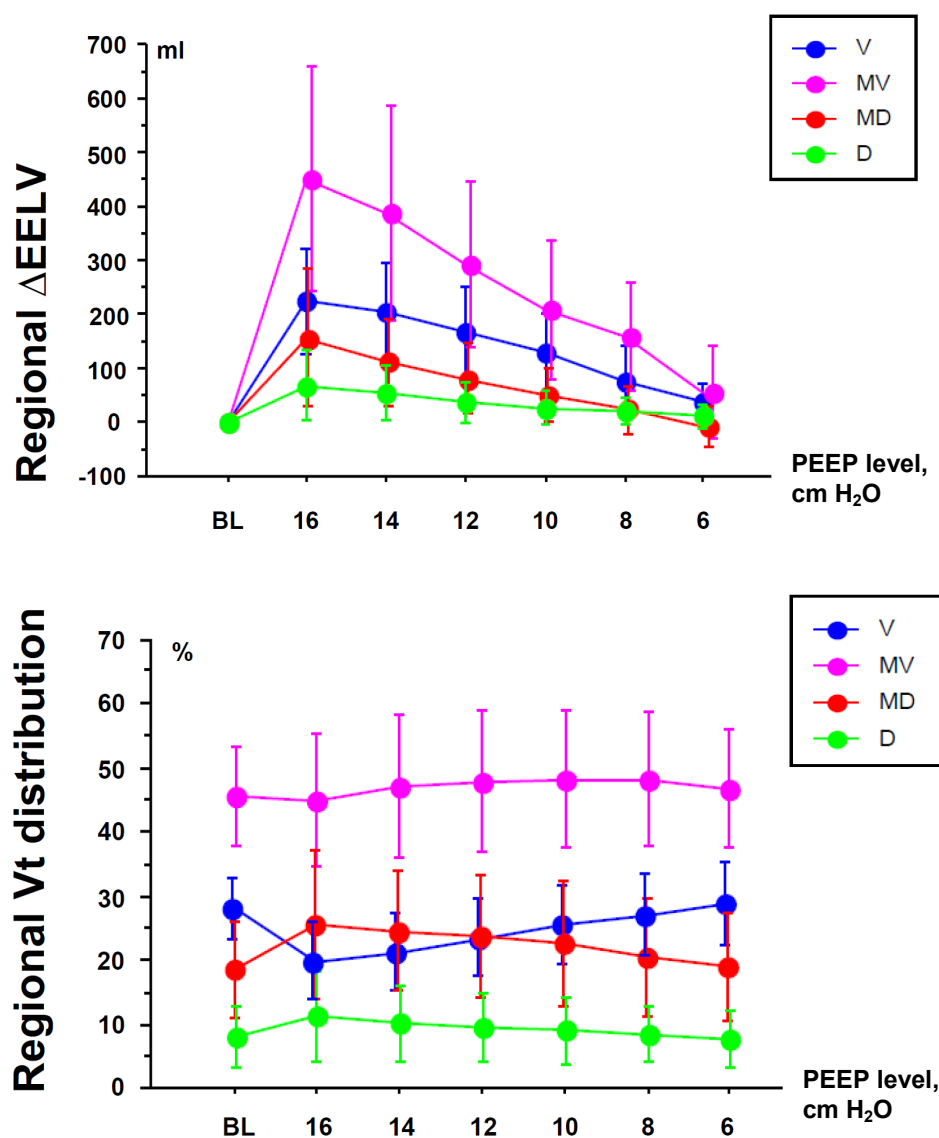 Regional ΔEELV
ml
700
600
500
400
300
200
100
0
-100
BL 16 14 12 10 8 6
PEEP level,
cm H₂O
V
MV
MD
D
Regional Vt distribution
%
70
60
50
40
30
20
10
0
BL 16 14 12 10 8 6
PEEP level,
cm H₂O
V
MV
MD
D